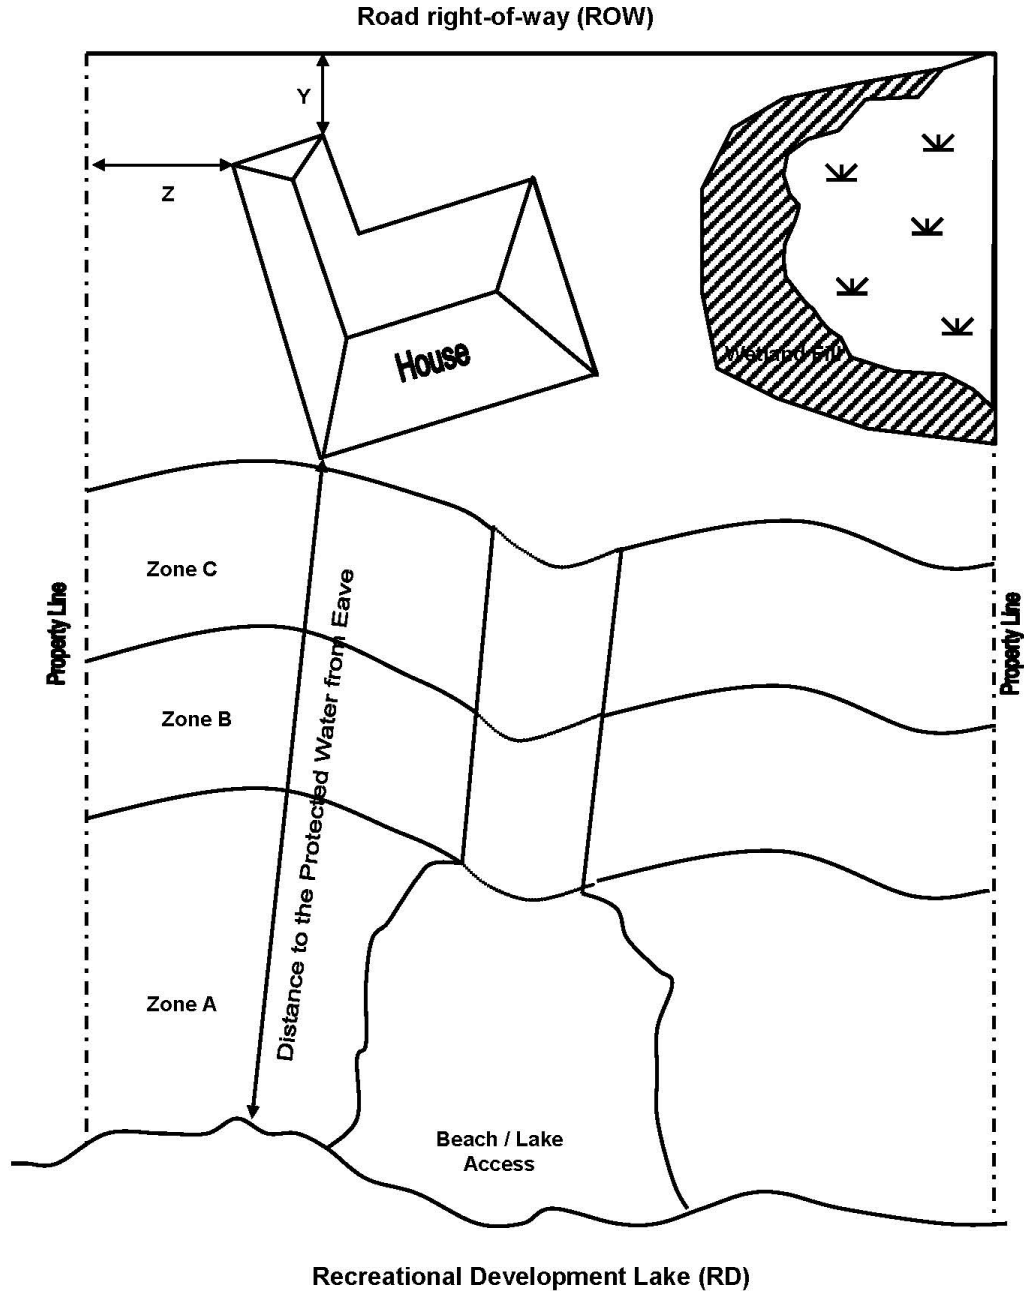 Road right-of-way (ROW)
Y
Z
House
Wetland Fill
Zone C
Property Line
Property Line
Zone B
Distance to the Protected Water from Eave
Zone A
Beach / Lake
Access
Recreational Development Lake (RD)